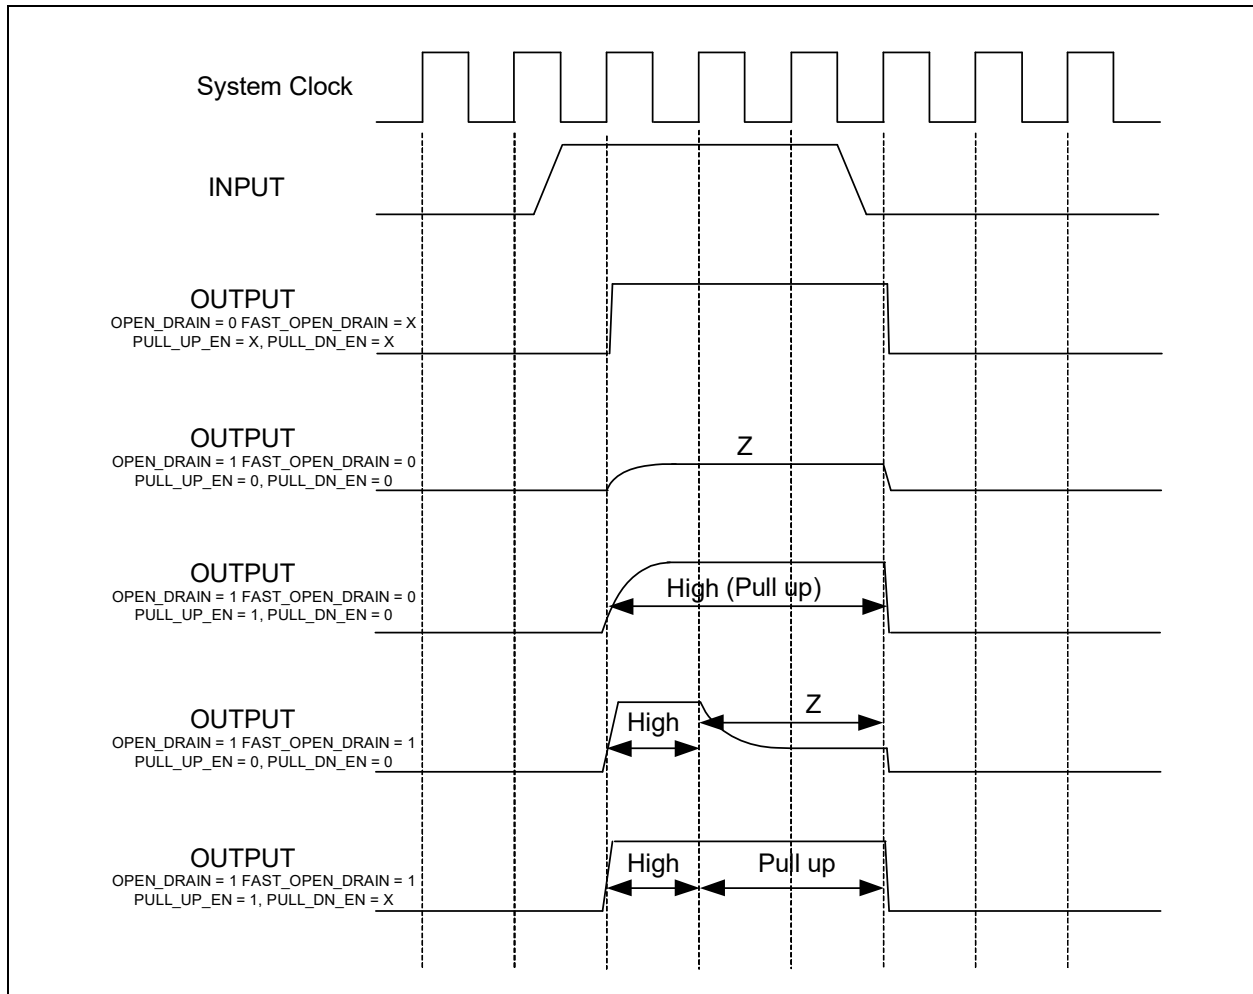 System Clock
INPUT
OUTPUT
OPEN_DRAIN = 0 FAST_OPEN_DRAIN = X
PULL_UP_EN = X, PULL_DN_EN = X
OUTPUT
OPEN_DRAIN = 1 FAST_OPEN_DRAIN = 0
PULL_UP_EN = 0, PULL_DN_EN = 0
Z
OUTPUT
OPEN_DRAIN = 1 FAST_OPEN_DRAIN = 0
PULL_UP_EN = 1, PULL_DN_EN = 0
High (Pull up)
OUTPUT
OPEN_DRAIN = 1 FAST_OPEN_DRAIN = 1
PULL_UP_EN = 0, PULL_DN_EN = 0
High
Z
OUTPUT
OPEN_DRAIN = 1 FAST_OPEN_DRAIN = 1
PULL_UP_EN = 1, PULL_DN_EN = X
High
Pull up